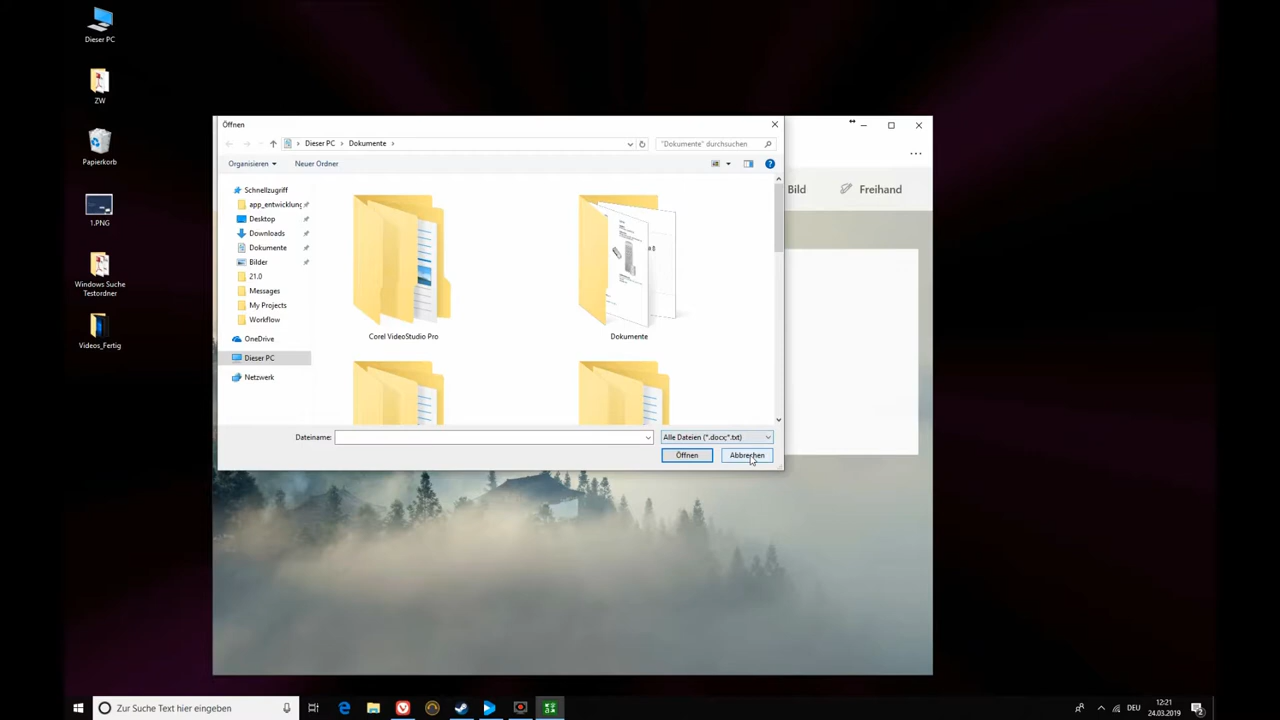 Dieser PC
ZW
Papierkorb
1.PNG
Windows Suche
Testordner
Videos_Fertig
Öffnen
Dieser PC
Dokumente
"Dokumente" durchsuchen
Organisieren
Neuer Ordner
Schnellzugriff
app_entwicklung
Desktop
Downloads
Dokumente
Bilder
21.0
Messages
My Projects
Workflow
OneDrive
Dieser PC
Netzwerk
Corel VideoStudio Pro
Dokumente
Dateiname:
Alle Dateien (*.docx;*.txt)
Öffnen
Abbrechen
Bild
Freihand
Zur Suche Text hier eingeben
DEU
12:21
24.03.2019
2